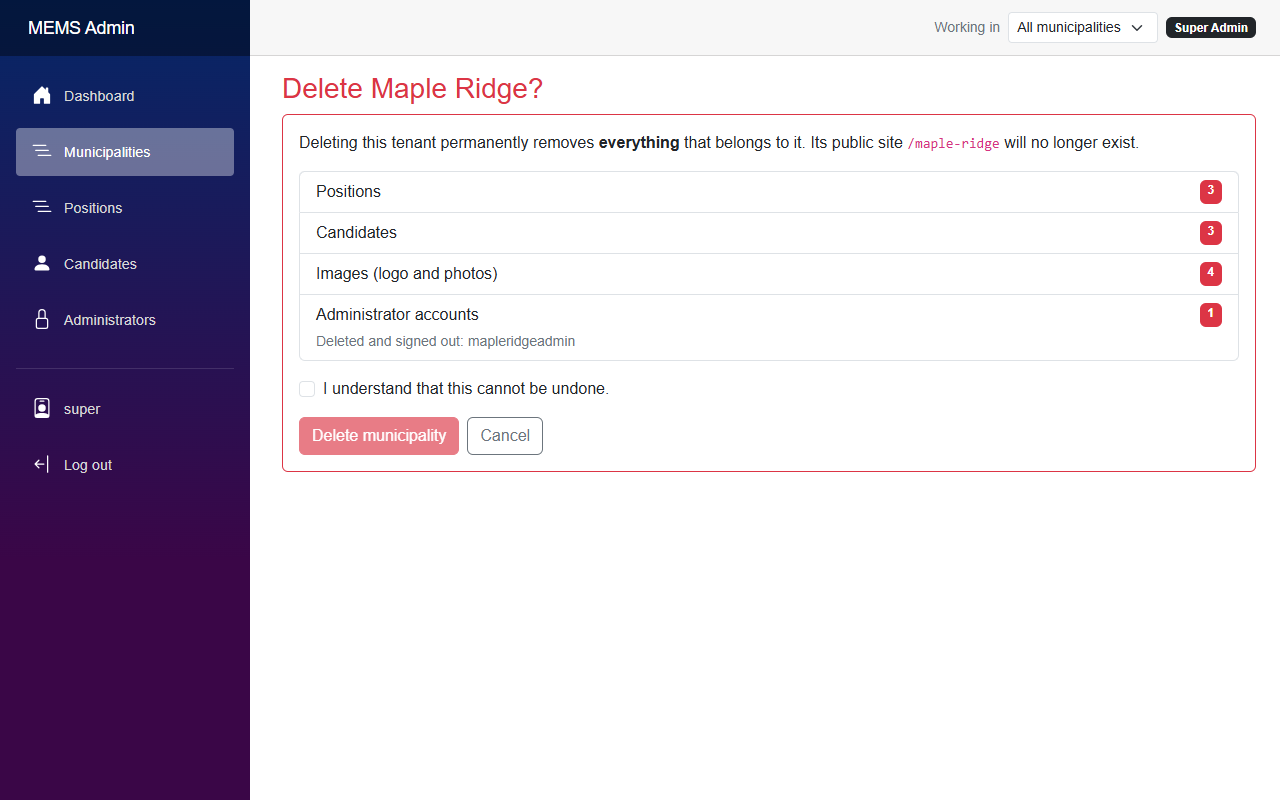 MEMS Admin
Working in
All municipalities
Super Admin
Dashboard
Municipalities
Positions
Candidates
Administrators
super
Log out
Delete Maple Ridge?
Deleting this tenant permanently removes everything that belongs to it. Its public site /maple-ridge will no longer exist.
Positions 3
Candidates 3
Images (logo and photos) 4
Administrator accounts 1
Deleted and signed out: mapleridgeadmin
I understand that this cannot be undone.
Delete municipality
Cancel